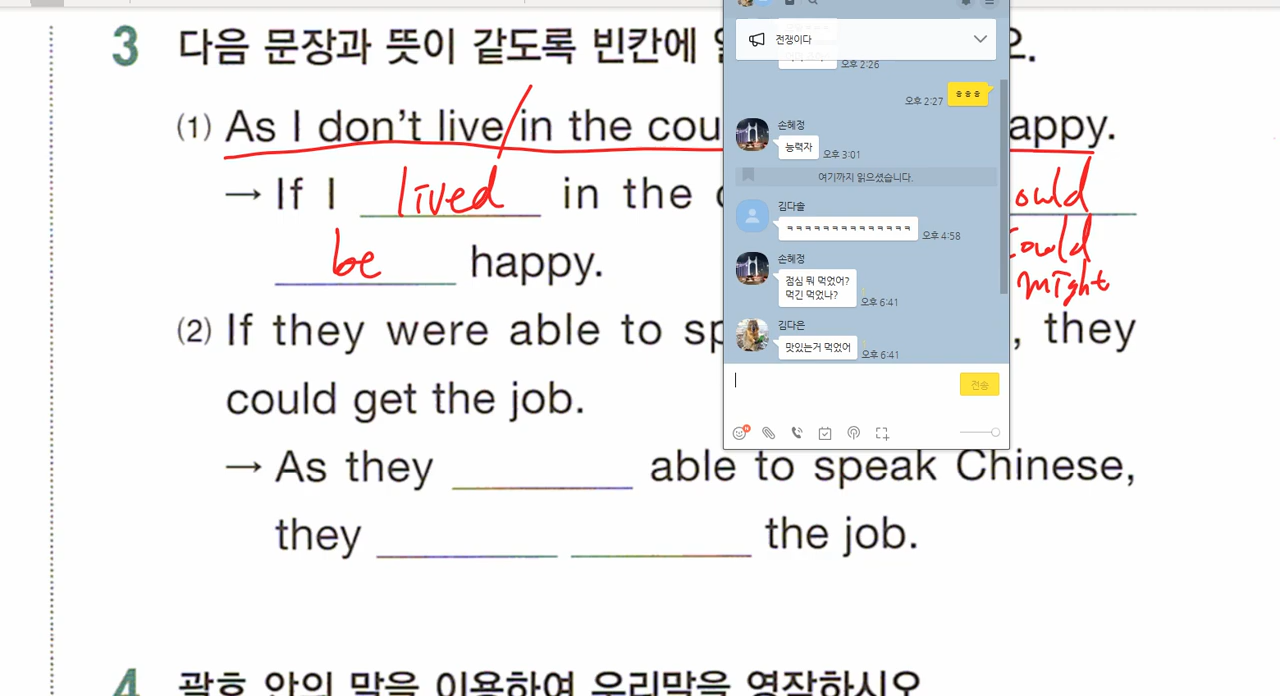 3 다음 문장과 뜻이 같도록 빈칸에 오.
(1) As I don't live in the cou appy.
→ If I lived in the ould
could
might
be happy.
(2) If they were able to sp , they
could get the job.
→ As they able to speak Chinese,
they the job.
4 괄호 안의 말을 이용하여 우리말을 영작하시오
전쟁이다
오후 2:26
ㅎㅎㅎ
오후 2:27
손혜정
능력자
오후 3:01
여기까지 읽으셨습니다.
김다솔
ㅋㅋㅋㅋㅋㅋㅋㅋㅋㅋㅋㅋㅋㅋ
오후 4:58
손혜정
점심 뭐 먹었어?
먹긴 먹었나?
오후 6:41
김다은
맛있는거 먹었어
오후 6:41
전송